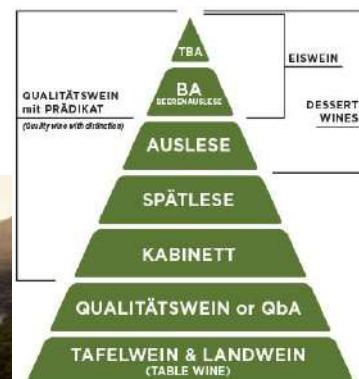 TBA
BA
BEERENAUSLESE
AUSLESE
SPÄTLESE
KABINETT
QUALITÄTSWEIN or QbA
TAFELWEIN & LANDWEIN
(TABLE WINE)
QUALITÄTSWEIN
mit PRÄDIKAT
(Quality wine with distinction)
EISWEIN
DESSERT
WINES